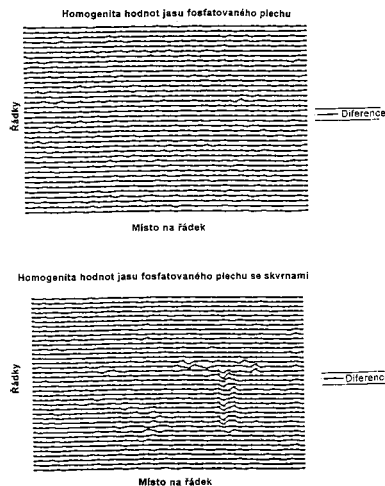 Homogenita hodnot jasu fosfatovaného plechu
Řádky
Diference
Místo na řádek
Homogenita hodnot jasu fosfatovaného plechu se skvrnami
Řádky
Diferenc
Místo na řádek